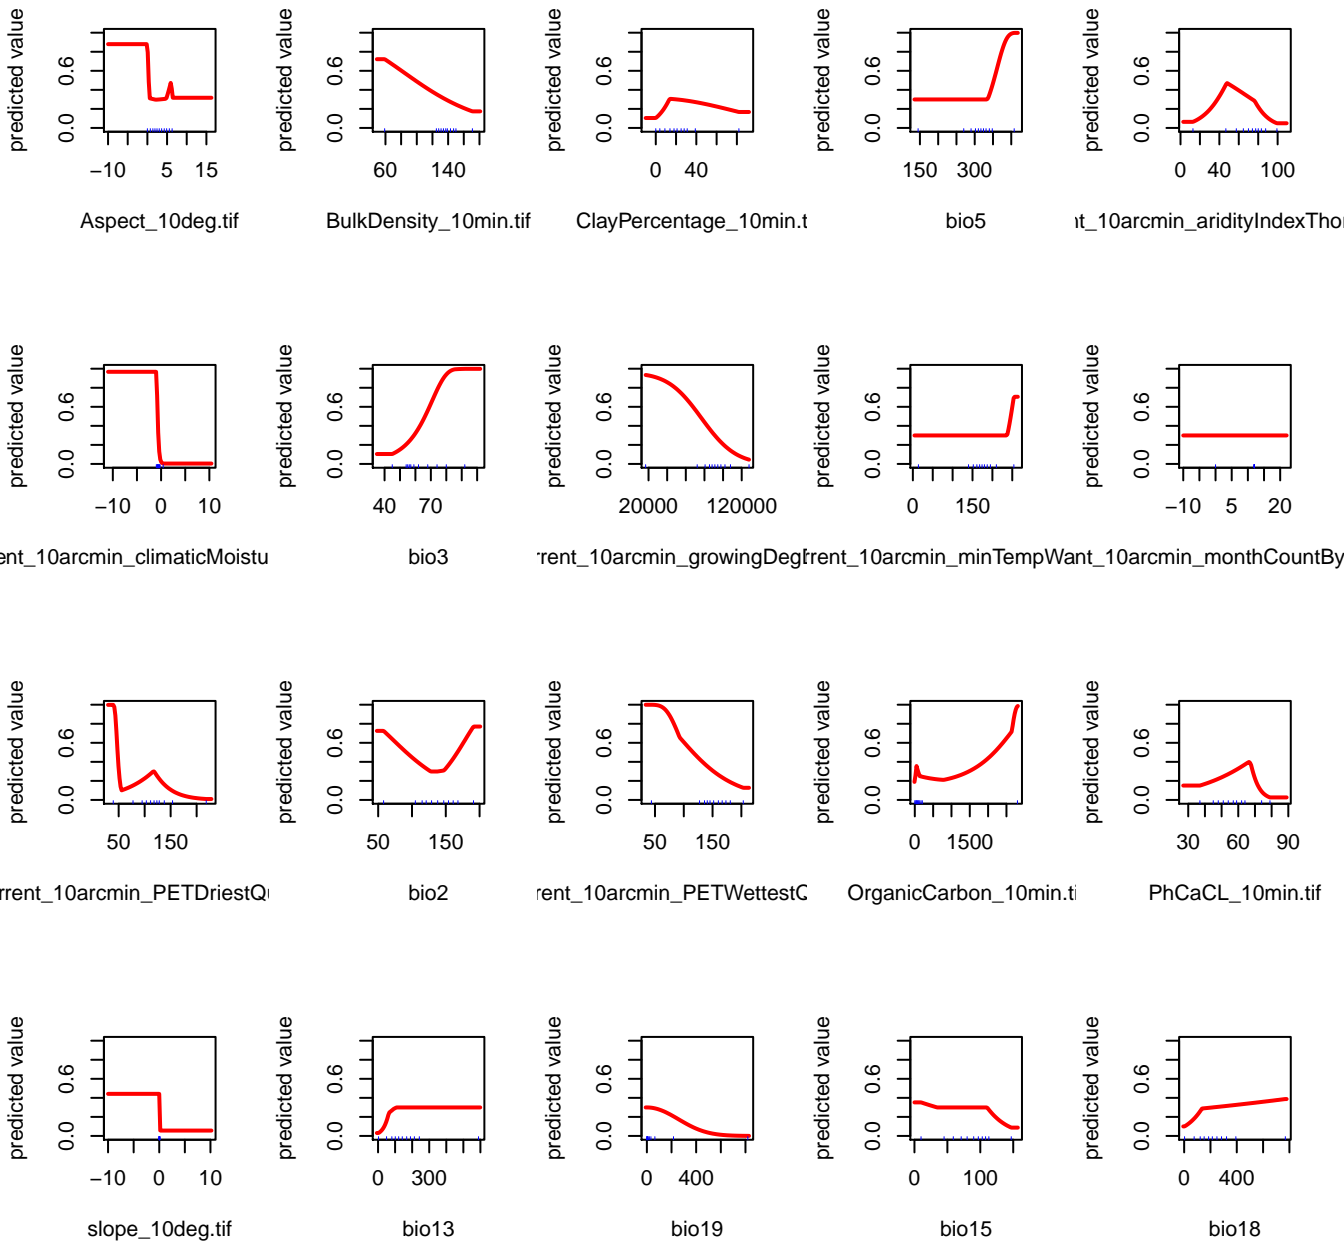 predicted value predicted value predicted value predicted value predicted value
0.0 0.6 0.0 0.6 0.0 0.6 0.0 0.6 0.0 0.6
−10 5 15 60 140 0 40 150 300 0 40 100
Aspect_10deg.tif BulkDensity_10min.tif ClayPercentage_10min.t bio5 nt_10arcmin_aridityIndexThor
predicted value predicted value predicted value predicted value predicted value
0.0 0.6 0.0 0.6 0.0 0.6 0.0 0.6 0.0 0.6
−10 0 10 40 70 20000 120000 0 150 −10 5 20
ent_10arcmin_climaticMoistu bio3 rrent_10arcmin_growingDegD rrent_10arcmin_minTempWa nt_10arcmin_monthCountBy
predicted value predicted value predicted value predicted value predicted value
0.0 0.6 0.0 0.6 0.0 0.6 0.0 0.6 0.0 0.6
50 150 50 200 50 150 0 1500 30 60 90
rrent_10arcmin_PETDriestQu bio2 rrent_10arcmin_PETWettestQ OrganicCarbon_10min.ti PhCaCL_10min.tif
predicted value predicted value predicted value predicted value predicted value
0.0 0.6 0.0 0.6 0.0 0.6 0.0 0.6 0.0 0.6
−10 0 10 0 300 0 400 0 100 0 400
slope_10deg.tif bio13 bio19 bio15 bio18